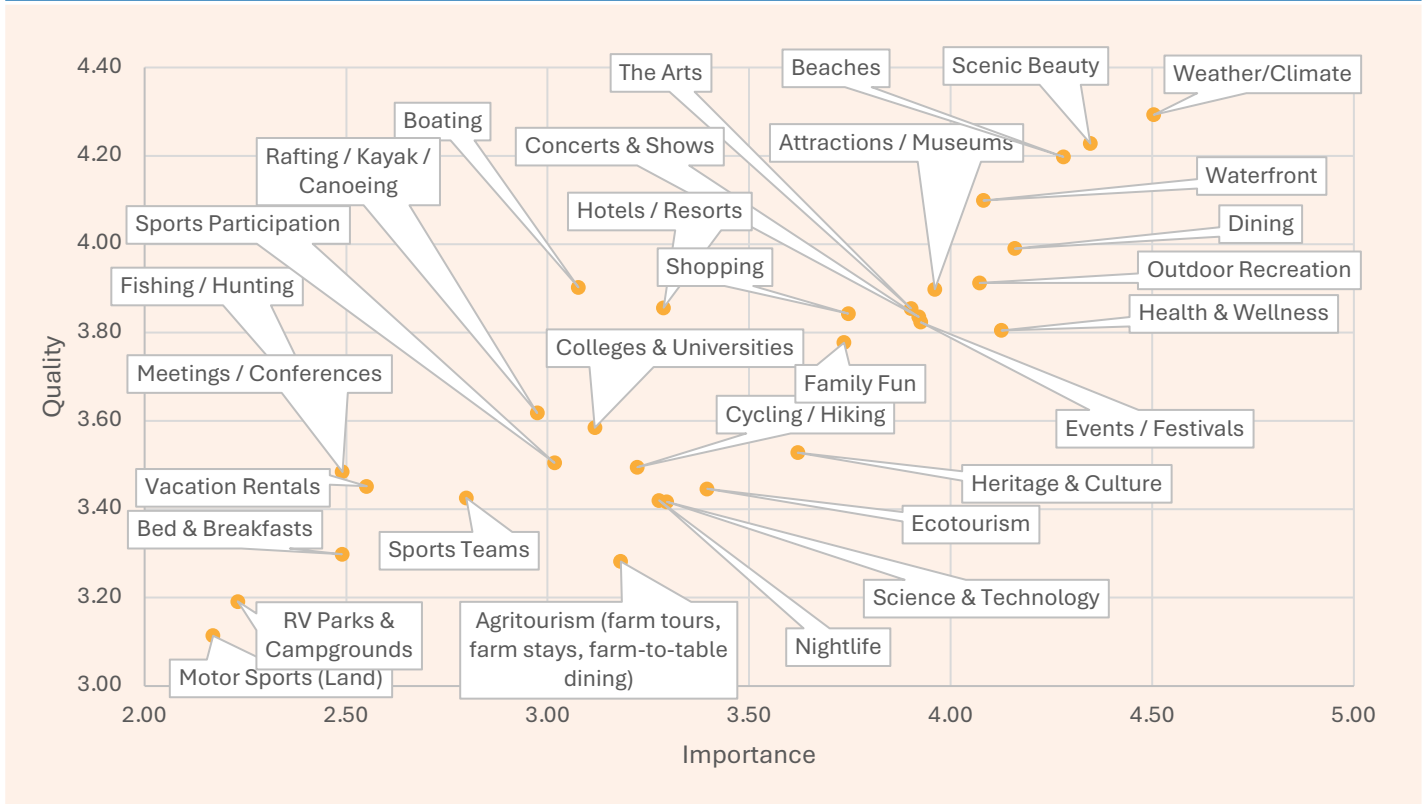 4.40
4.20
4.00
3.80
3.60
3.40
3.20
3.00
Quality
The Arts
Beaches
Scenic Beauty
Weather/Climate
Boating
Concerts & Shows
Attractions / Museums
Rafting / Kayak /
Canoeing
Waterfront
Hotels / Resorts
Sports Participation
Dining
Shopping
Outdoor Recreation
Fishing / Hunting
Health & Wellness
Colleges & Universities
Meetings / Conferences
Family Fun
Cycling / Hiking
Events / Festivals
Vacation Rentals
Heritage & Culture
Bed & Breakfasts
Ecotourism
Sports Teams
Science & Technology
RV Parks &
Campgrounds
Agritourism (farm tours,
farm stays, farm-to-table
dining)
Nightlife
Motor Sports (Land)
2.00
2.50
3.00
3.50
4.00
4.50
5.00
Importance